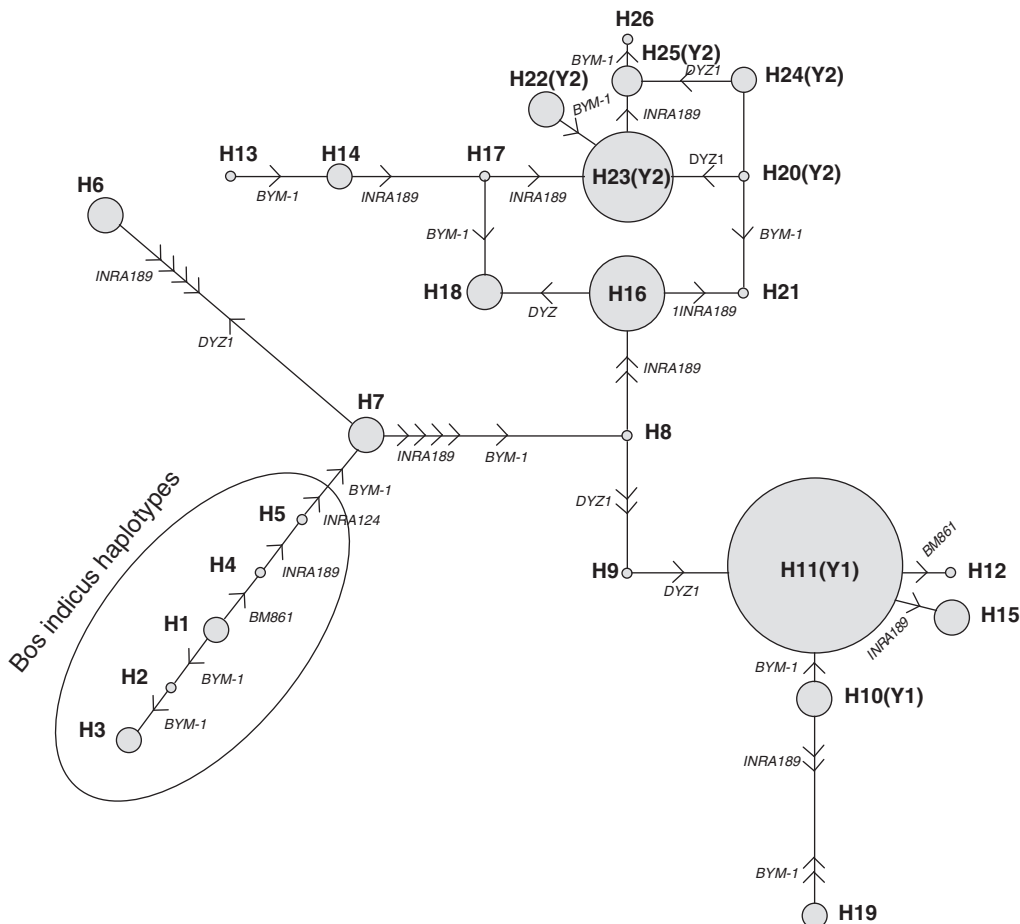 H26
BYM-1
H25(Y2)
DYZ1
H24(Y2)
H22(Y2)
BYM-1
INRA189
H13
H14
H17
H23(Y2)
DYZ1
H20(Y2)
BYM-1
INRA189
INRA189
H6
BYM-1
BYM-1
INRA189
H18
H16
H21
DYZ
1INRA189
DYZ1
INRA189
H7
H8
INRA189
BYM-1
BYM-1
DYZ1
Bos indicus haplotypes
H5
INRA124
H4
INRA189
H9
DYZ1
H11(Y1)
BM861
H12
H1
BM861
INRA189
H15
H2
BYM-1
BYM-1
H10(Y1)
H3
BYM-1
INRA189
BYM-1
H19